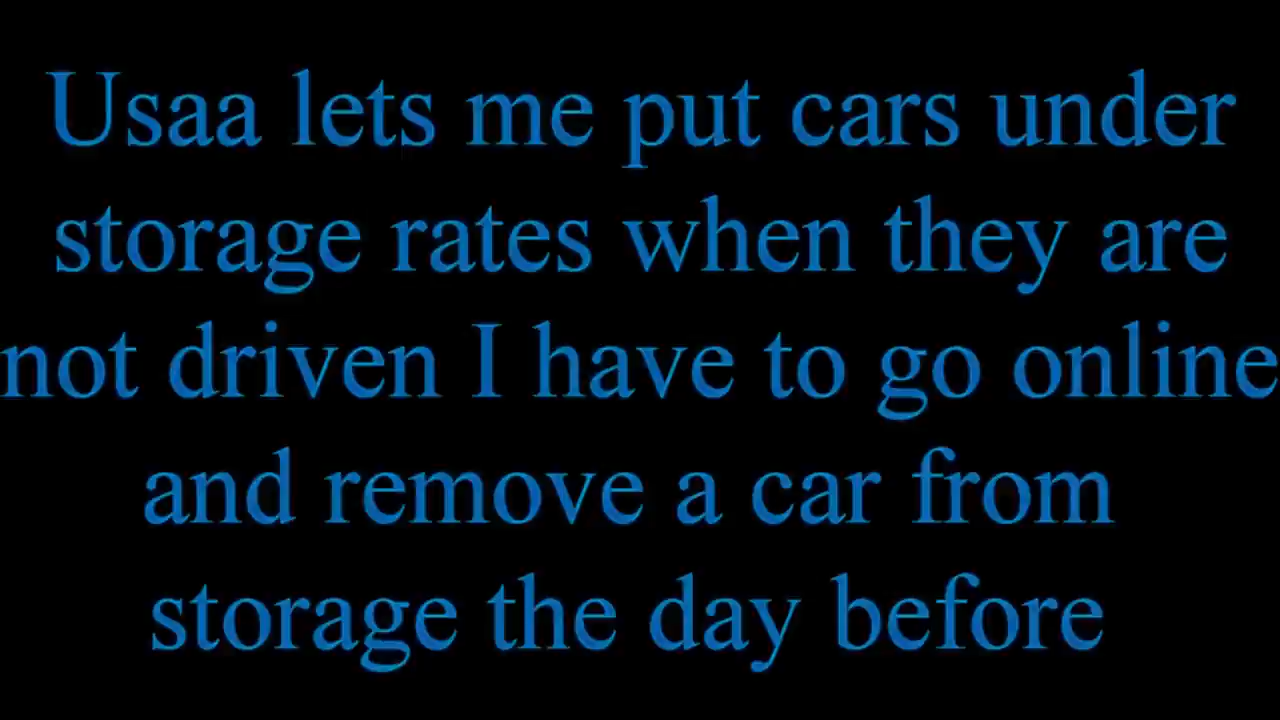 Usaa lets me put cars under
storage rates when they are
not driven I have to go online
and remove a car from
storage the day before